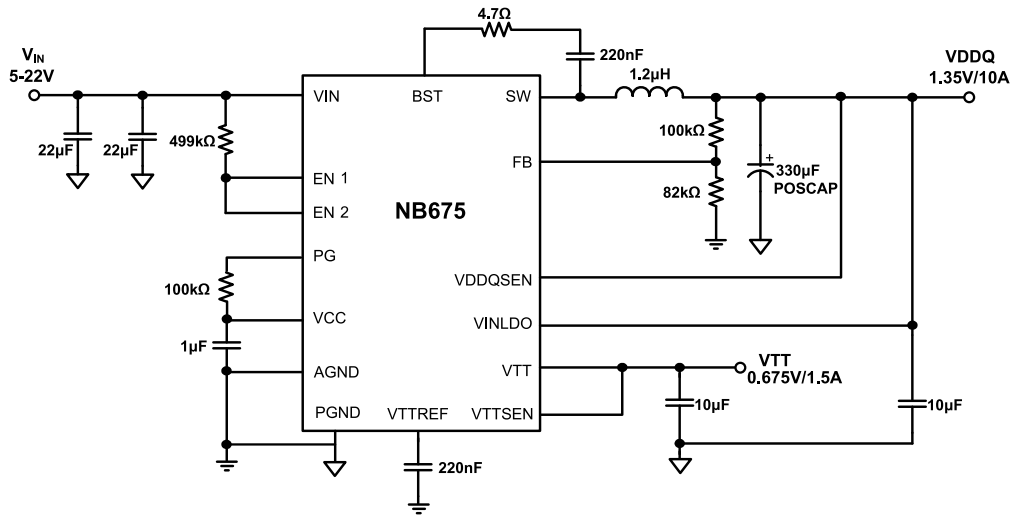 4.7Ω
VIN
5-22V
220nF
VDDQ
1.35V/10A
1.2µH
VIN
BST
SW
22µF
22µF
499kΩ
100kΩ
FB
EN 1
330µF
POSCAP
+
82kΩ
EN 2
NB675
PG
VDDQSEN
100kΩ
VCC
VINLDO
1µF
VTT
0.675V/1.5A
AGND
VTT
10µF
10µF
PGND
VTTREF
VTTSEN
220nF